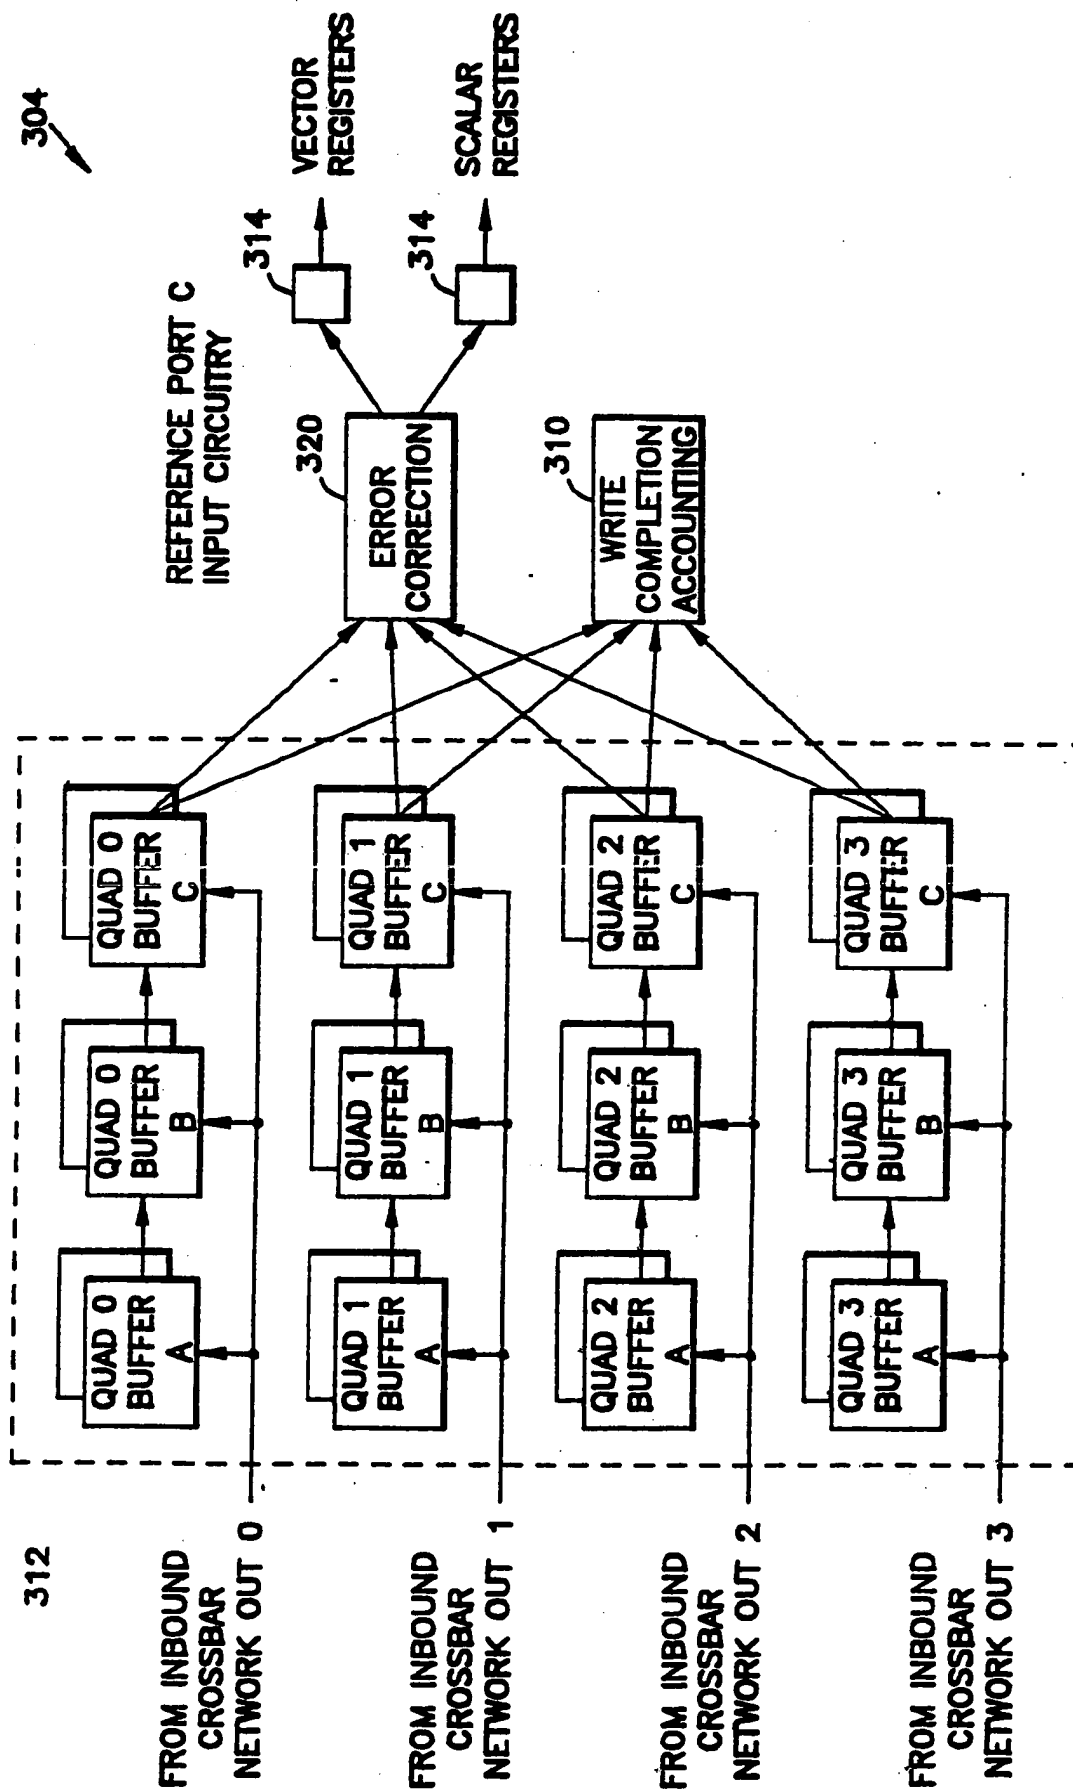 304
REFERENCE PORT C
INPUT CIRCUITRY
312
FROM INBOUND
CROSSBAR
NETWORK OUT 0
QUAD 0
BUFFER
A
QUAD 0
BUFFER
B
QUAD 0
BUFFER
C
FROM INBOUND
CROSSBAR
NETWORK OUT 1
QUAD 1
BUFFER
A
QUAD 1
BUFFER
B
QUAD 1
BUFFER
C
FROM INBOUND
CROSSBAR
NETWORK OUT 2
QUAD 2
BUFFER
A
QUAD 2
BUFFER
B
QUAD 2
BUFFER
C
FROM INBOUND
CROSSBAR
NETWORK OUT 3
QUAD 3
BUFFER
A
QUAD 3
BUFFER
B
QUAD 3
BUFFER
C
320
ERROR
CORRECTION
310
WRITE
COMPLETION
ACCOUNTING
314
VECTOR
REGISTERS
314
SCALAR
REGISTERS